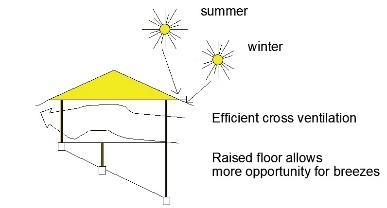 summer
winter
Efficient cross ventilation
Raised floor allows
more opportunity for breezes